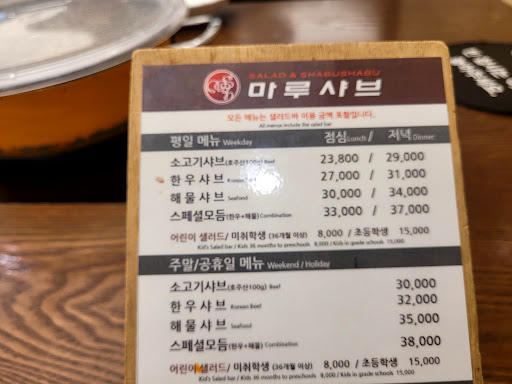 SALAD & SHABUSHABU
마루샤브
모든 메뉴는 샐러드바 이용 금액 포함입니다.
All menus include the salad bar
평일 메뉴 Weekday 점심 Lunch / 저녁 Dinner
소고기샤브(호주산100g) Beef 23,800 / 29,000
한우샤브 Korean Beef 27,000 / 31,000
해물샤브 Seafood 30,000 / 34,000
스페셜모듬(한우+해물) Combination 33,000 / 37,000
어린이 샐러드/ 미취학생 (36개월 이상) 8,000 / 초등학생 15,000
Kid's Salad bar / Kids 36 months to preschools 8,000 / Kids in grade schools 15,000
주말/공휴일 메뉴 Weekend / Holiday
소고기샤브(호주산100g) Beef 30,000
한우샤브 Korean Beef 32,000
해물샤브 Seafood 35,000
스페셜모듬(한우+해물) Combination 38,000
어린이 샐러드/ 미취학생 (36개월 이상) 8,000 / 초등학생 15,000
Kid's Salad bar / Kids 36 months to preschools 8,000 / Kids in grade schools 15,000